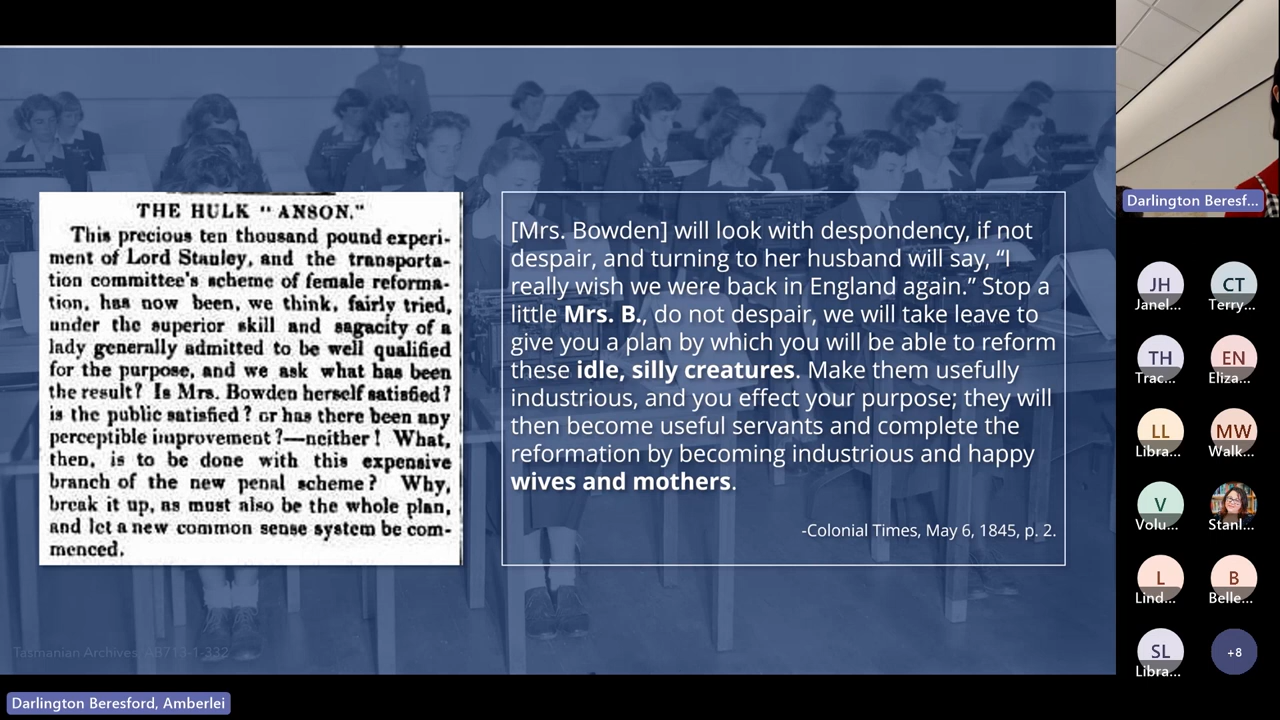 THE HULK " ANSON."
This precious ten thousand pound experi-
ment of Lord Stanley, and the transporta-
tion committee's scheme of female reforma-
tion, has now been, we think, fairly tried,
under the superior skill and sagacity of a
lady generally admitted to be well qualified
for the purpose, and we ask what has been
the result? Is Mrs. Bowden herself satisfied?
is the public satisfied? or has there been any
perceptible improvement?—neither! What,
then, is to be done with this expensive
branch of the new penal scheme? Why,
break it up, as must also be the whole plan,
and let a new common sense system be com-
menced.
[Mrs. Bowden] will look with despondency, if not
despair, and turning to her husband will say, “I
really wish we were back in England again.” Stop a
little Mrs. B., do not despair, we will take leave to
give you a plan by which you will be able to reform
these idle, silly creatures. Make them usefully
industrious, and you effect your purpose; they will
then become useful servants and complete the
reformation by becoming industrious and happy
wives and mothers.
-Colonial Times, May 6, 1845, p. 2.
Tasmanian Archives, AB713-1-332
Darlington Beresford, Amberlei
Darlington Beresf...
JH
Janel...
CT
Terry...
TH
Trac...
EN
Eliza...
LL
Libra...
MW
Walk...
V
Volu...
Stanl...
L
Lind...
B
Belle...
SL
Libra...
+8